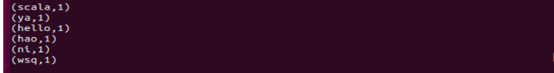 (scala,1)
(ya,1)
(hello,1)
(hao,1)
(ni,1)
(wsq,1)